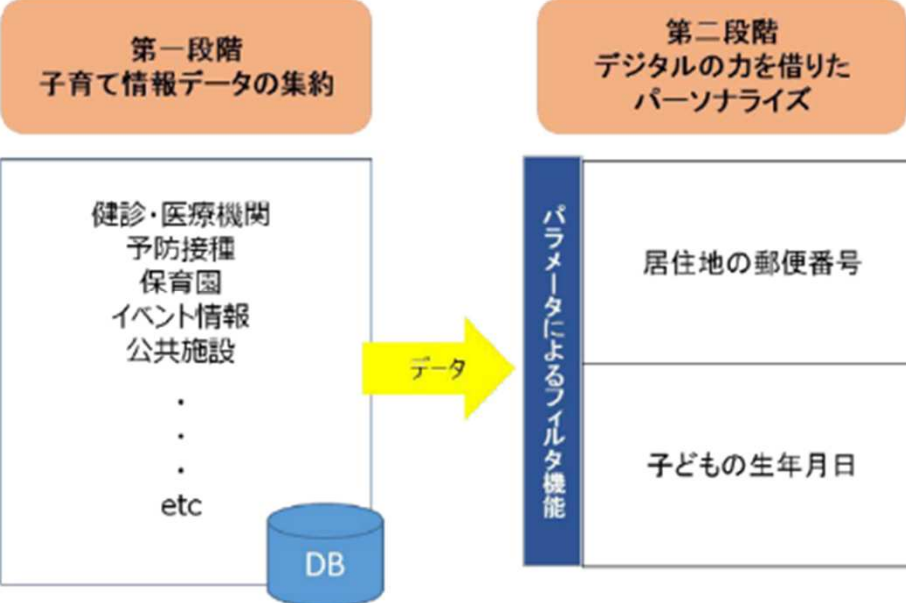 第一段階
子育て情報データの集約
健診・医療機関
予防接種
保育園
イベント情報
公共施設
・
・
・
etc
DB
データ
第二段階
デジタルの力を借りた
パーソナライズ
パラメータによるフィルタ機能
居住地の郵便番号
子どもの生年月日